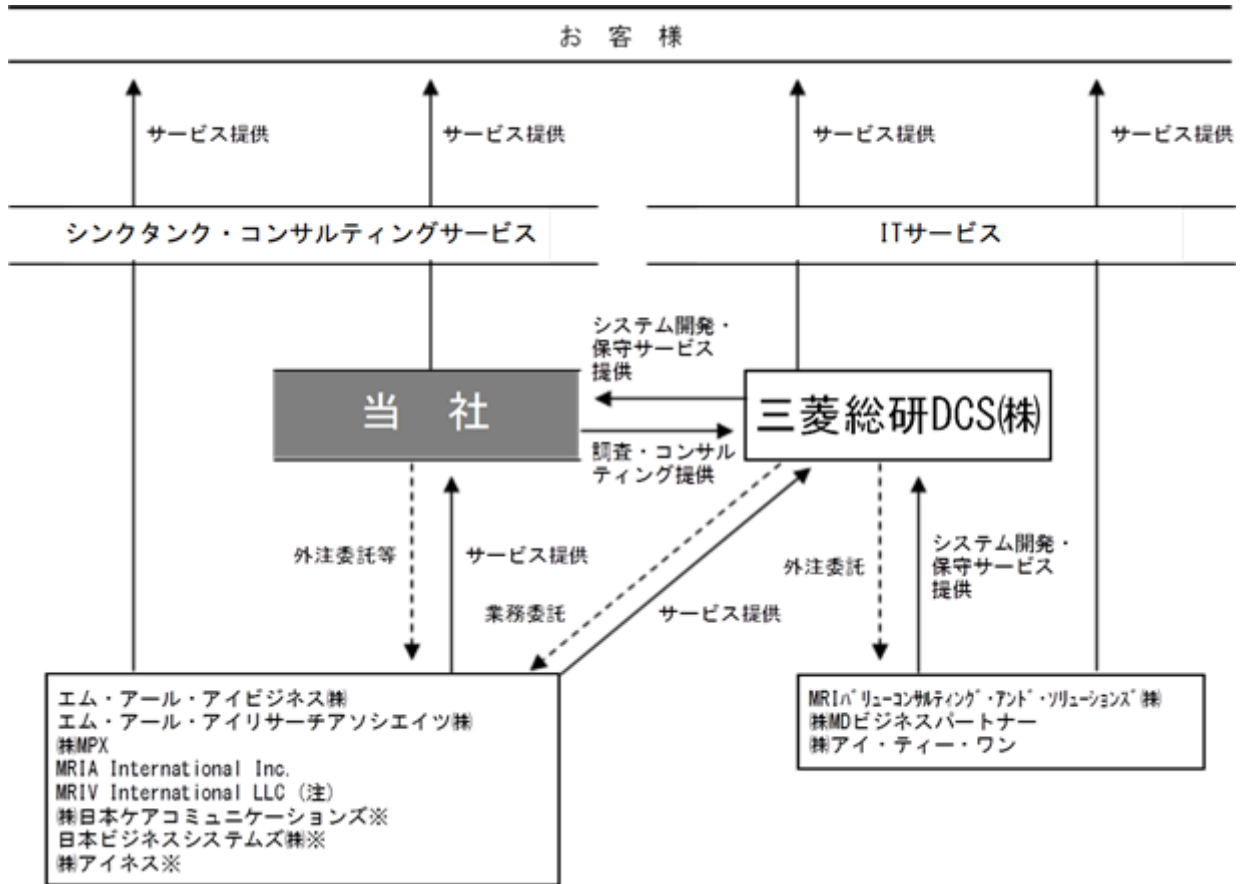 お 客 様
サービス提供
サービス提供
サービス提供
サービス提供
シンクタンク・コンサルティングサービス
ITサービス
システム開発・
保守サービス
提供
当 社
三菱総研DCS㈱
調査・コンサル
ティング提供
外注委託等
サービス提供
業務委託
サービス提供
外注委託
システム開発・
保守サービス
提供
エム・アール・アイビジネス㈱
エム・アール・アイリサーチアソシエイツ㈱
㈱MPX
MRIA International Inc.
MRIV International LLC（注）
㈱日本ケアコミュニケーションズ※
日本ビジネスシステムズ㈱※
㈱アイネス※
MRIﾊﾞﾘｭｰｺﾝｻﾙﾃｨﾝｸﾞ･ｱﾝﾄﾞ･ｿﾘｭｰｼｮﾝｽﾞ㈱
㈱MDビジネスパートナー
㈱アイ・ティー・ワン